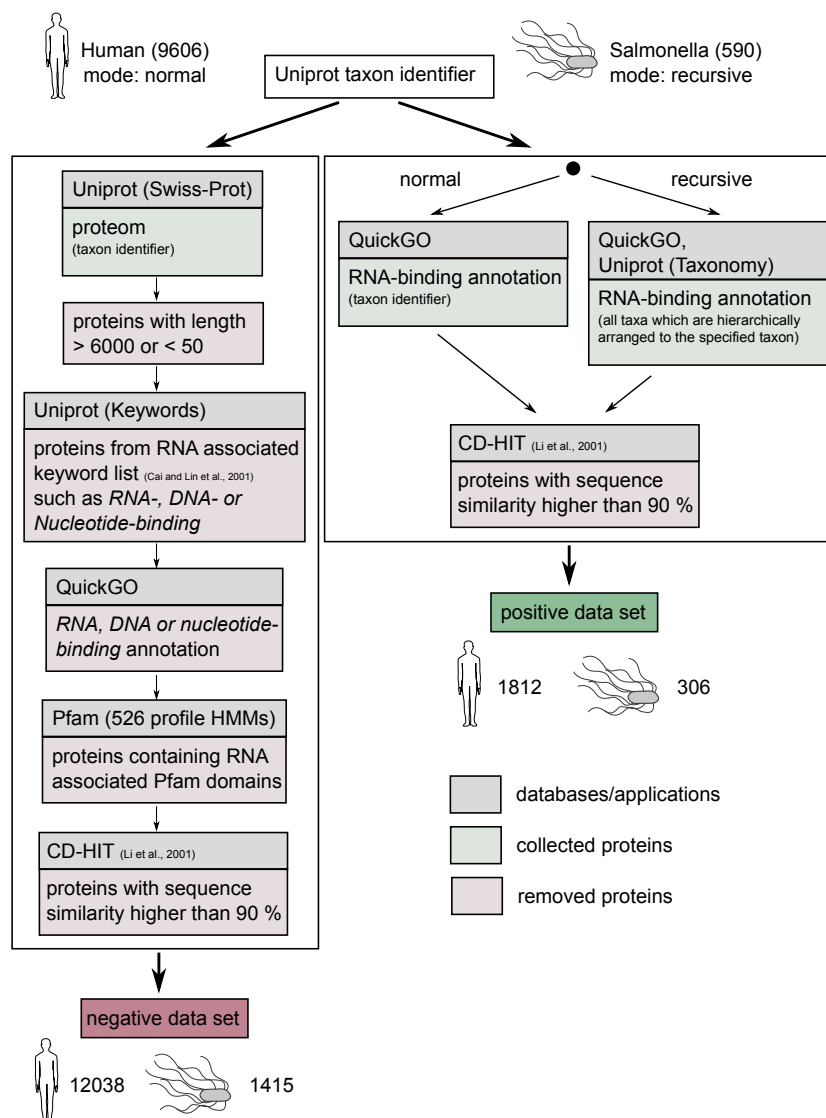 Human (9606)
mode: normal
Uniprot taxon identifier
Salmonella (590)
mode: recursive
Uniprot (Swiss-Prot)
proteom
(taxon identifier)
proteins with length
> 6000 or < 50
Uniprot (Keywords)
proteins from RNA associated
keyword list (Cai and Lin et al., 2001)
such as RNA-, DNA- or
Nucleotide-binding
QuickGO
RNA, DNA or nucleotide-
binding annotation
Pfam (526 profile HMMs)
proteins containing RNA
associated Pfam domains
CD-HIT (Li et al., 2001)
proteins with sequence
similarity higher than 90 %
negative data set
12038
1415
normal
recursive
QuickGO
RNA-binding annotation
(taxon identifier)
QuickGO,
Uniprot (Taxonomy)
RNA-binding annotation
(all taxa which are hierarchically
arranged to the specified taxon)
CD-HIT (Li et al., 2001)
proteins with sequence
similarity higher than 90 %
positive data set
1812
306
databases/applications
collected proteins
removed proteins